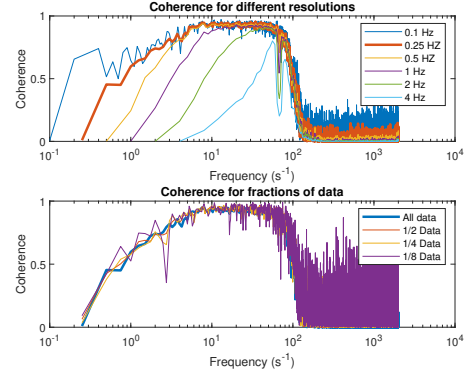 Coherence for different resolutions
Coherence
1
0.5
0
0.1 Hz
0.25 HZ
0.5 Hz
1 Hz
2 Hz
4 Hz
10^-1
10^0
10^1
10^2
10^3
10^4
Frequency (s^-1)
Coherence for fractions of data
Coherence
1
0.5
0
All data
1/2 Data
1/4 Data
1/8 Data
10^-1
10^0
10^1
10^2
10^3
10^4
Frequency (s^-1)